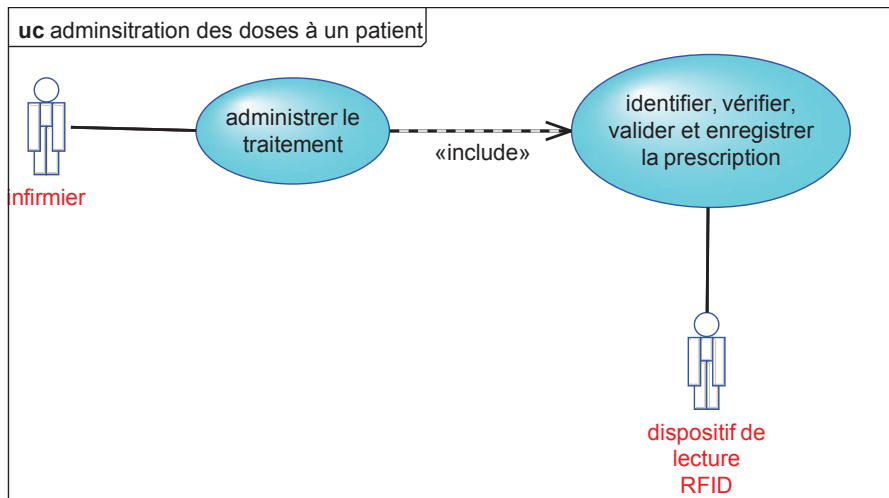 uc adminsitration des doses à un patient
administrer le
traitement
«include»
identifier, vérifier,
valider et enregistrer
la prescription
infirmier
dispositif de
lecture
RFID